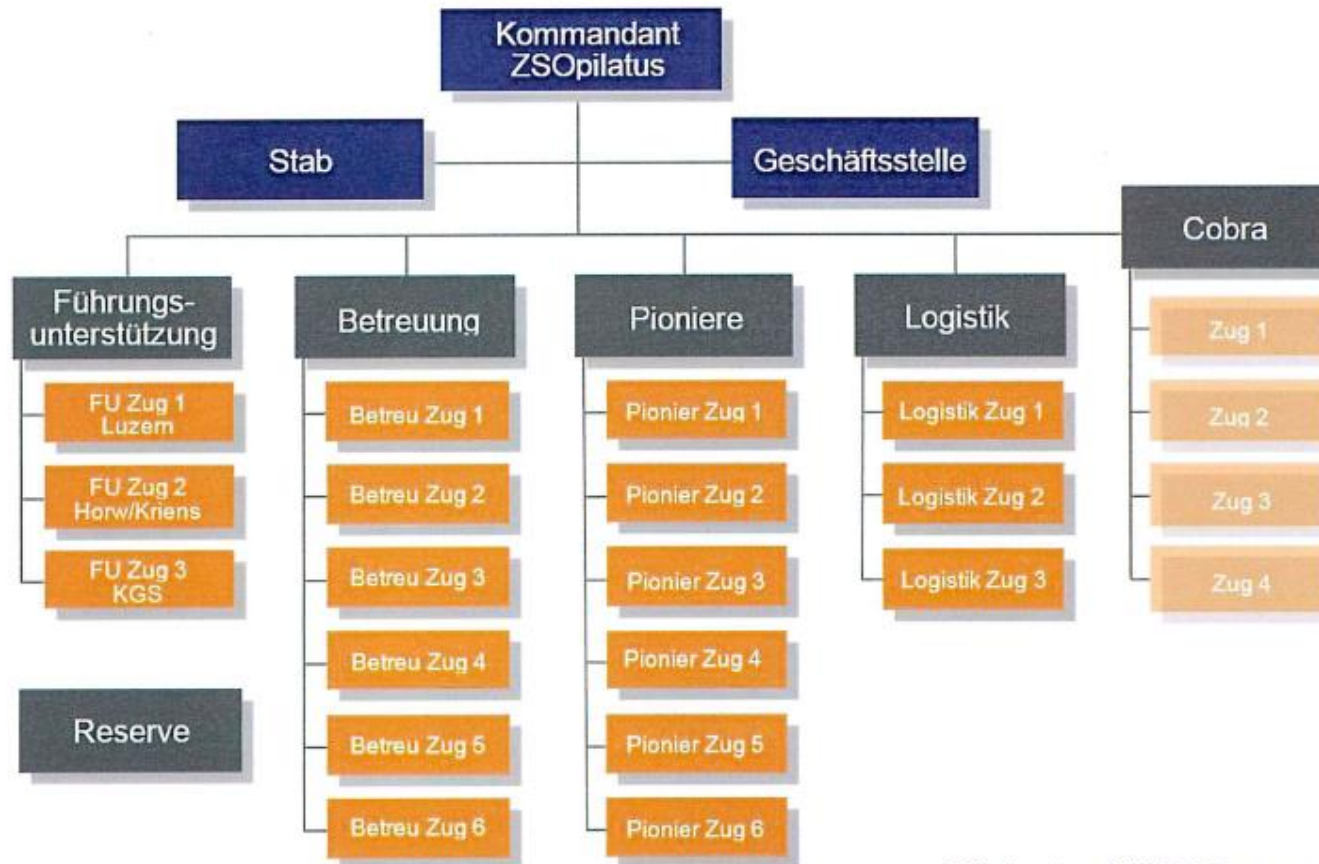 Kommandant
ZSOpilatus
Stab
Geschäftsstelle
Cobra
Führungs-
unterstützung
Betreuung
Pioniere
Logistik
FU Zug 1
Luzern
FU Zug 2
Horw/Kriens
FU Zug 3
KGS
Reserve
Betreu Zug 1
Betreu Zug 2
Betreu Zug 3
Betreu Zug 4
Betreu Zug 5
Betreu Zug 6
Pionier Zug 1
Pionier Zug 2
Pionier Zug 3
Pionier Zug 4
Pionier Zug 5
Pionier Zug 6
Logistik Zug 1
Logistik Zug 2
Logistik Zug 3
Zug 1
Zug 2
Zug 3
Zug 4